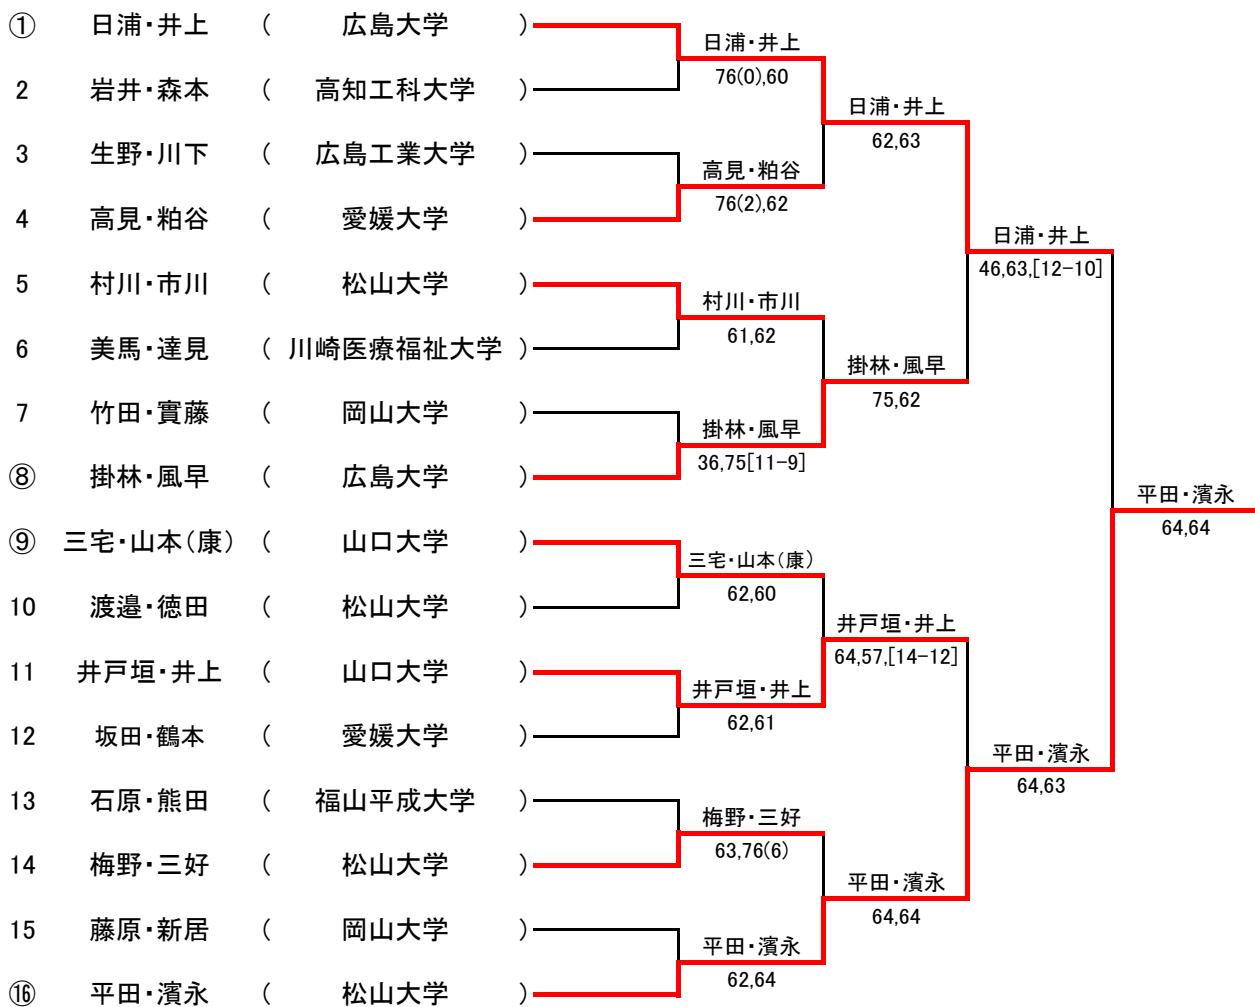 ① 日浦・井上 ( 広島大学 )
2 岩井・森本 ( 高知工科大学 )
3 生野・川下 ( 広島工業大学 )
4 高見・粕谷 ( 愛媛大学 )
5 村川・市川 ( 松山大学 )
6 美馬・達見 ( 川崎医療福祉大学 )
7 竹田・實藤 ( 岡山大学 )
⑧ 掛林・風早 ( 広島大学 )
⑨ 三宅・山本(康) ( 山口大学 )
10 渡邉・徳田 ( 松山大学 )
11 井戸垣・井上 ( 山口大学 )
12 坂田・鶴本 ( 愛媛大学 )
13 石原・熊田 ( 福山平成大学 )
14 梅野・三好 ( 松山大学 )
15 藤原・新居 ( 岡山大学 )
⑯ 平田・濱永 ( 松山大学 )
日浦・井上
76(0),60
高見・粕谷
76(2),62
村川・市川
61,62
掛林・風早
36,75[11-9]
三宅・山本(康)
62,60
井戸垣・井上
62,61
梅野・三好
63,76(6)
平田・濱永
62,64
日浦・井上
62,63
掛林・風早
75,62
井戸垣・井上
64,57,[14-12]
平田・濱永
64,64
日浦・井上
46,63,[12-10]
平田・濱永
64,63
平田・濱永
64,64